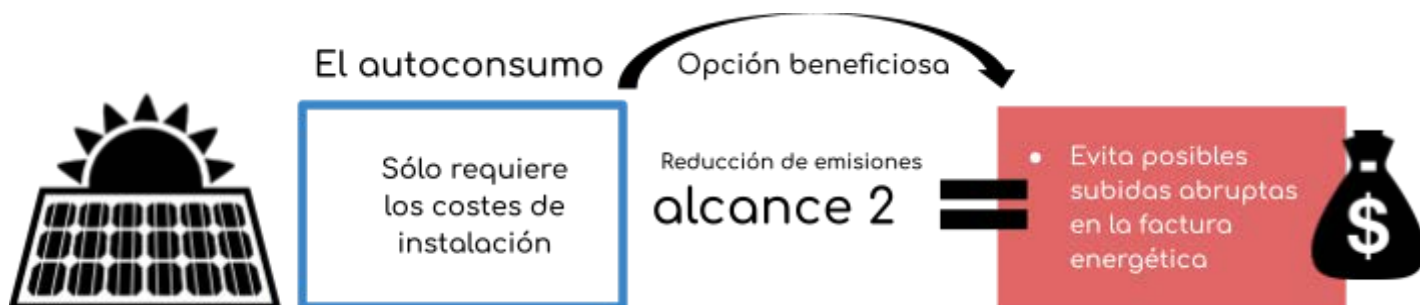 El autoconsumo
Opción beneficiosa
Sólo requiere
los costes de
instalación
Reducción de emisiones
alcance 2
=
• Evita posibles
subidas abruptas
en la factura
energética
$